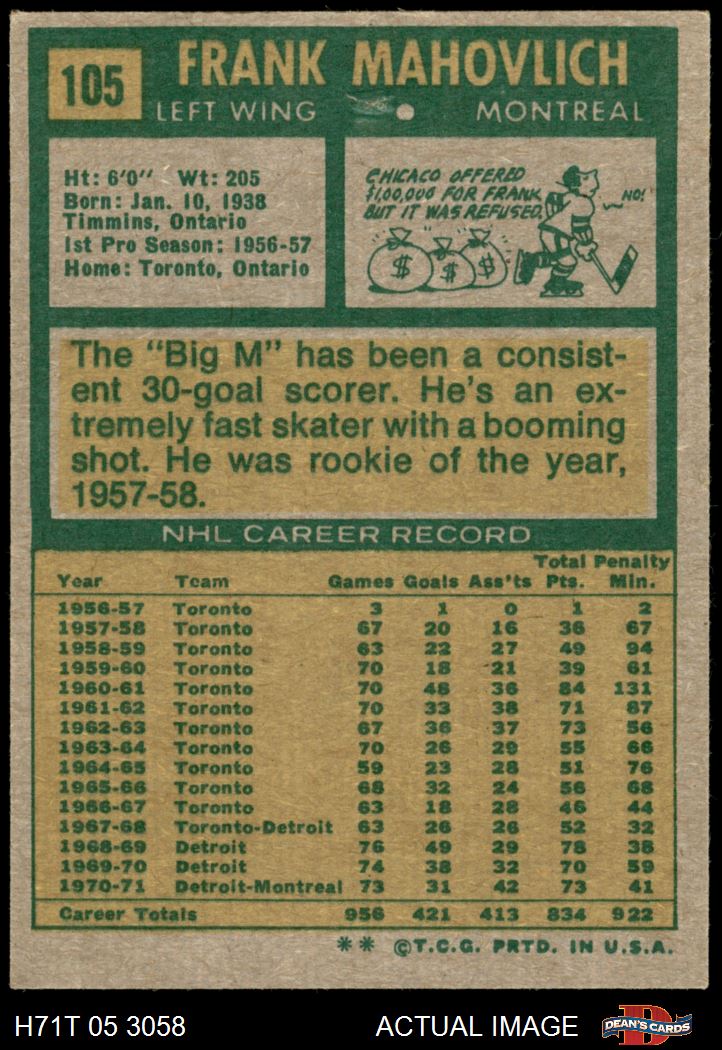 105
FRANK MAHOVLICH
LEFT WING • MONTREAL
Ht: 6'0" Wt: 205
Born: Jan. 10, 1938
Timmins, Ontario
1st Pro Season: 1956-57
Home: Toronto, Ontario
CHICAGO OFFERED
$1,00,000 FOR FRANK
BUT IT WAS REFUSED.
NO!
$ $ $
The "Big M" has been a consist-
ent 30-goal scorer. He's an ex-
tremely fast skater with a booming
shot. He was rookie of the year,
1957-58.
NHL CAREER RECORD
Year Team Games Goals Ass'ts Total Pts. Penalty Min.
1956-57 Toronto 3 1 0 1 2
1957-58 Toronto 67 20 16 36 67
1958-59 Toronto 63 22 27 49 94
1959-60 Toronto 70 18 21 39 61
1960-61 Toronto 70 48 36 84 131
1961-62 Toronto 70 33 38 71 87
1962-63 Toronto 67 36 37 73 56
1963-64 Toronto 70 26 29 55 66
1964-65 Toronto 59 23 28 51 76
1965-66 Toronto 68 32 24 56 68
1966-67 Toronto 63 18 28 46 44
1967-68 Toronto-Detroit 63 26 26 52 32
1968-69 Detroit 76 49 29 78 38
1969-70 Detroit 74 38 32 70 59
1970-71 Detroit-Montreal 73 31 42 73 41
Career Totals 956 421 413 834 922
** ©T.C.G. PRTD. IN U.S.A.
H71T 05 3058 ACTUAL IMAGE
D DEAN'S CARDS